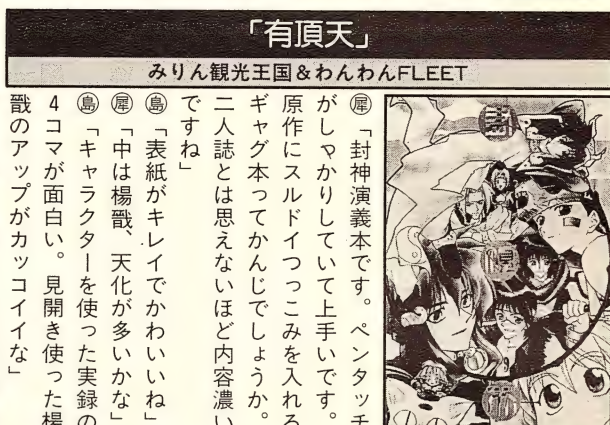 「有頂天」
みりん観光王国&わんわんFLEET
㊞「封神演義本です。ペンタッチ
がしゃかりしていて上手いです。
原作にスルドイつっこみを入れる
ギャグ本ってかんじでしょうか。
二人誌とは思えないほど内容濃い
ですね」
島「表紙がキレイでかわいいね」
犀「中は楊戩、天化が多いかな」
島「キャラクターを使った実録の
4コマが面白い。見開き使った楊
戩のアップがカッコイイな」